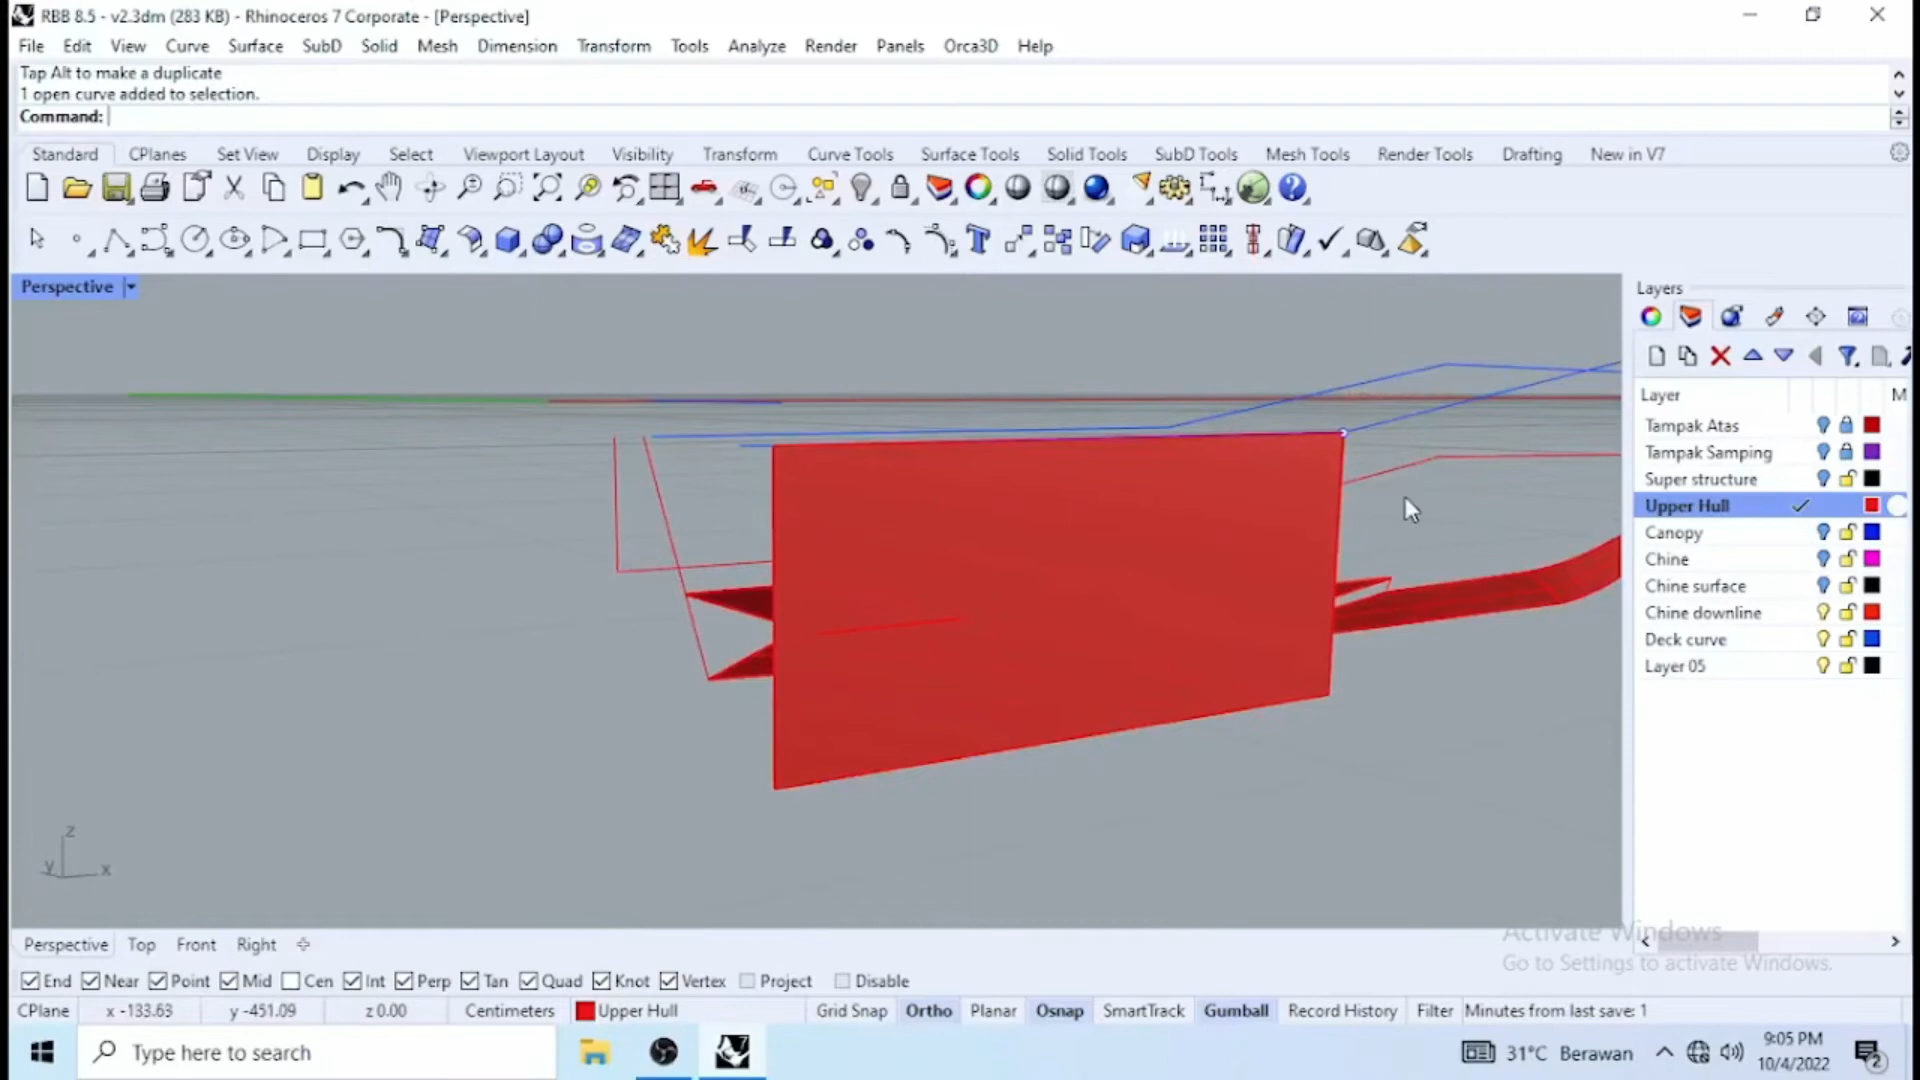 RBB 8.5 - v2.3dm (283 KB) - Rhinoceros 7 Corporate - [Perspective]
File Edit View Curve Surface SubD Solid Mesh Dimension Transform Tools Analyze Render Panels Orca3D Help
Tap Alt to make a duplicate
1 open curve added to selection.
Command:
Standard CPlanes Set View Display Select Viewport Layout Visibility Transform Curve Tools Surface Tools Solid Tools SubD Tools Mesh Tools Render Tools Drafting New in V7
Perspective
Layers
Layer M
Tampak Atas
Tampak Samping
Super structure
Upper Hull
Canopy
Chine
Chine surface
Chine downline
Deck curve
Layer 05
z
y x
Activate Windows
Go to Settings to activate Windows.
Perspective Top Front Right
End Near Point Mid Cen Int Perp Tan Quad Knot Vertex Project Disable
CPlane x -133.63 y -451.09 z 0.00 Centimeters Upper Hull Grid Snap Ortho Planar Osnap SmartTrack Gumball Record History Filter Minutes from last save: 1
Type here to search
31°C Berawan
9:05 PM
10/4/2022
2